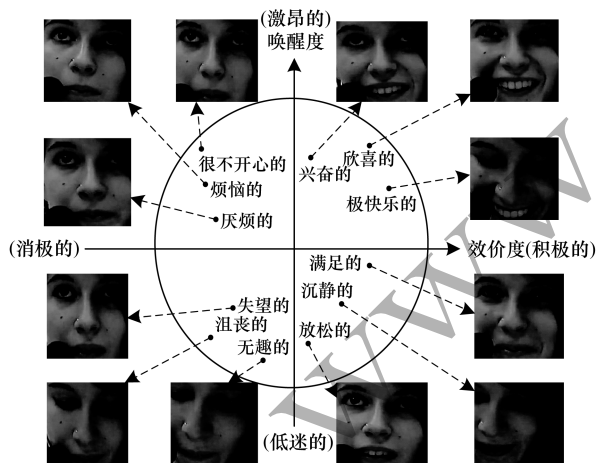 (激昂的)
唤醒度
很不开心的
烦恼的
厌烦的
兴奋的
欣喜的
极快乐的
(消极的)
效价度(积极的)
满足的
沉静的
放松的
失望的
沮丧的
无趣的
(低迷的)
WWW